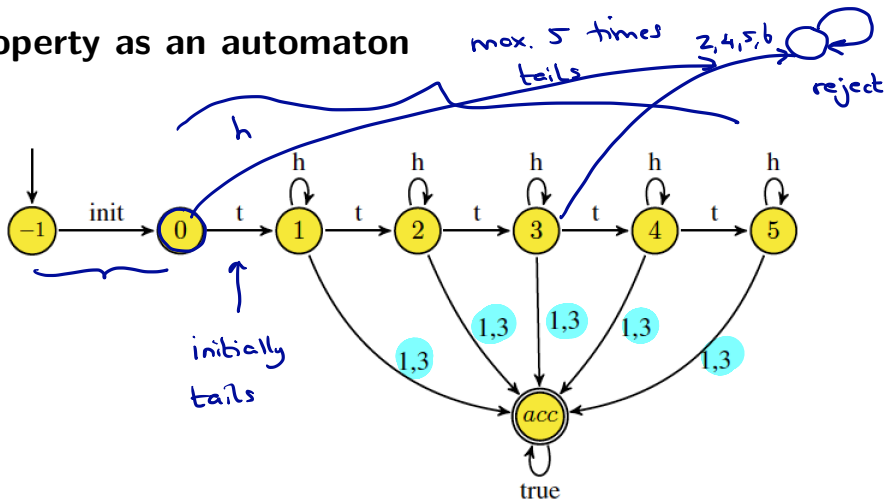 operty as an automaton
max. 5 times
tails
2,4,5,6
reject
h
h h h h h
−1 init 0 t 1 t 2 t 3 t 4 t 5
initially
tails
1,3 1,3 1,3 1,3 1,3
acc
true